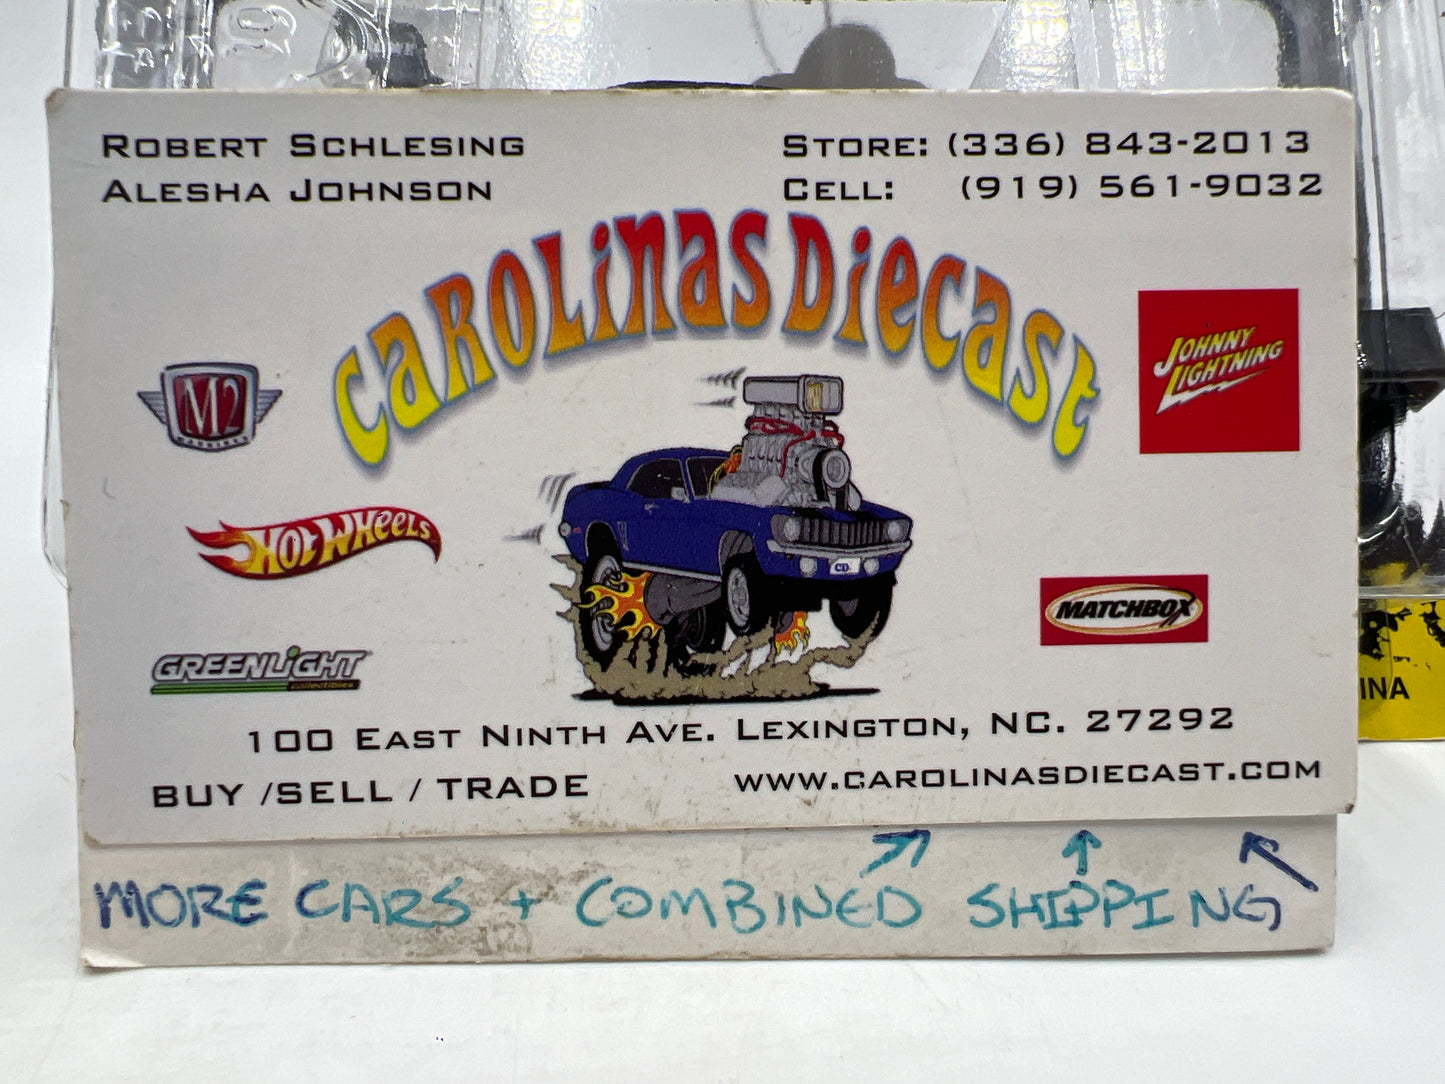 ROBERT SCHLESING
ALESHA JOHNSON
STORE: (336) 843-2013
CELL: (919) 561-9032
CAROLINAS DIECAST
M2
MACHINES
JOHNNY
LIGHTNING
HOT WHEELS
CD
MATCHBOX
GREENLIGHT
collectibles
100 EAST NINTH AVE. LEXINGTON, NC. 27292
BUY /SELL / TRADE
WWW.CAROLINASDIECAST.COM
MORE CARS + COMBINED SHIPPING
INA